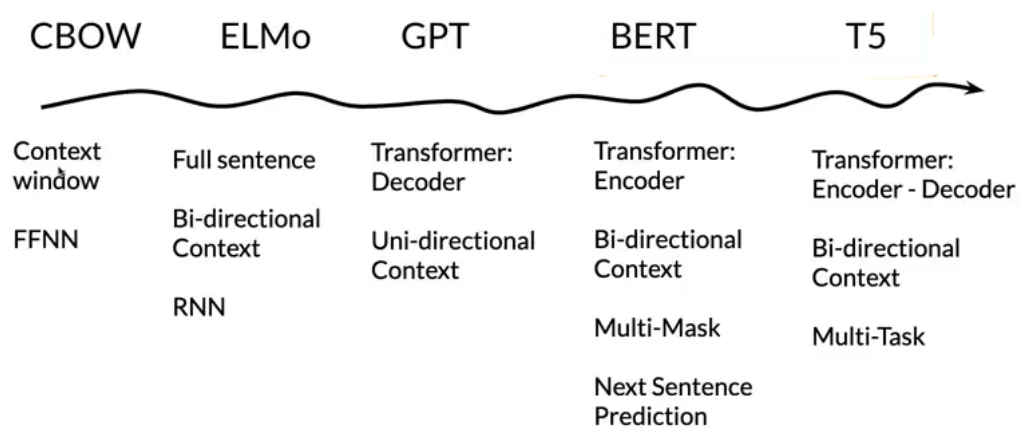 CBOW
ELMo
GPT
BERT
T5
Context
window
FFNN
Full sentence
Bi-directional
Context
RNN
Transformer:
Decoder
Uni-directional
Context
Transformer:
Encoder
Bi-directional
Context
Multi-Mask
Next Sentence
Prediction
Transformer:
Encoder - Decoder
Bi-directional
Context
Multi-Task